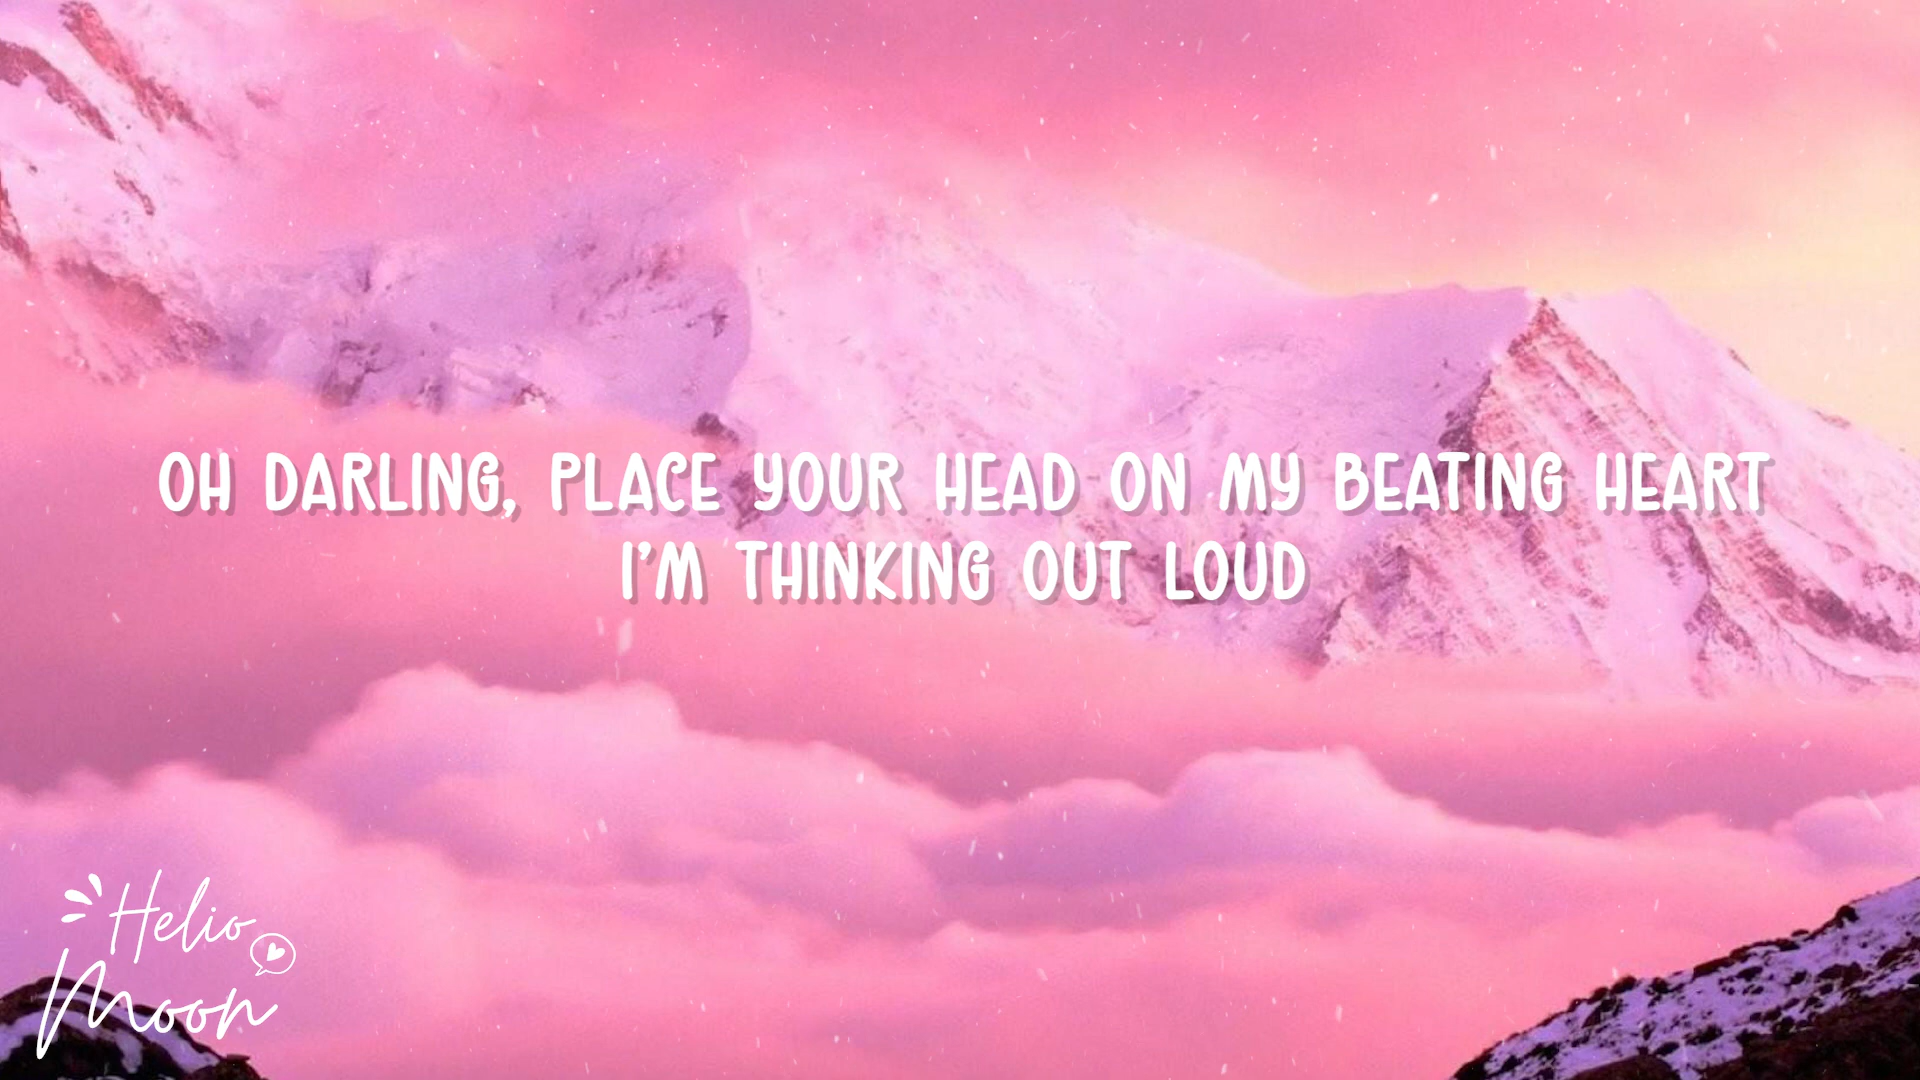 OH DARLING, PLACE YOUR HEAD ON MY BEATING HEART
I'M THINKING OUT LOUD
Helio
Moon